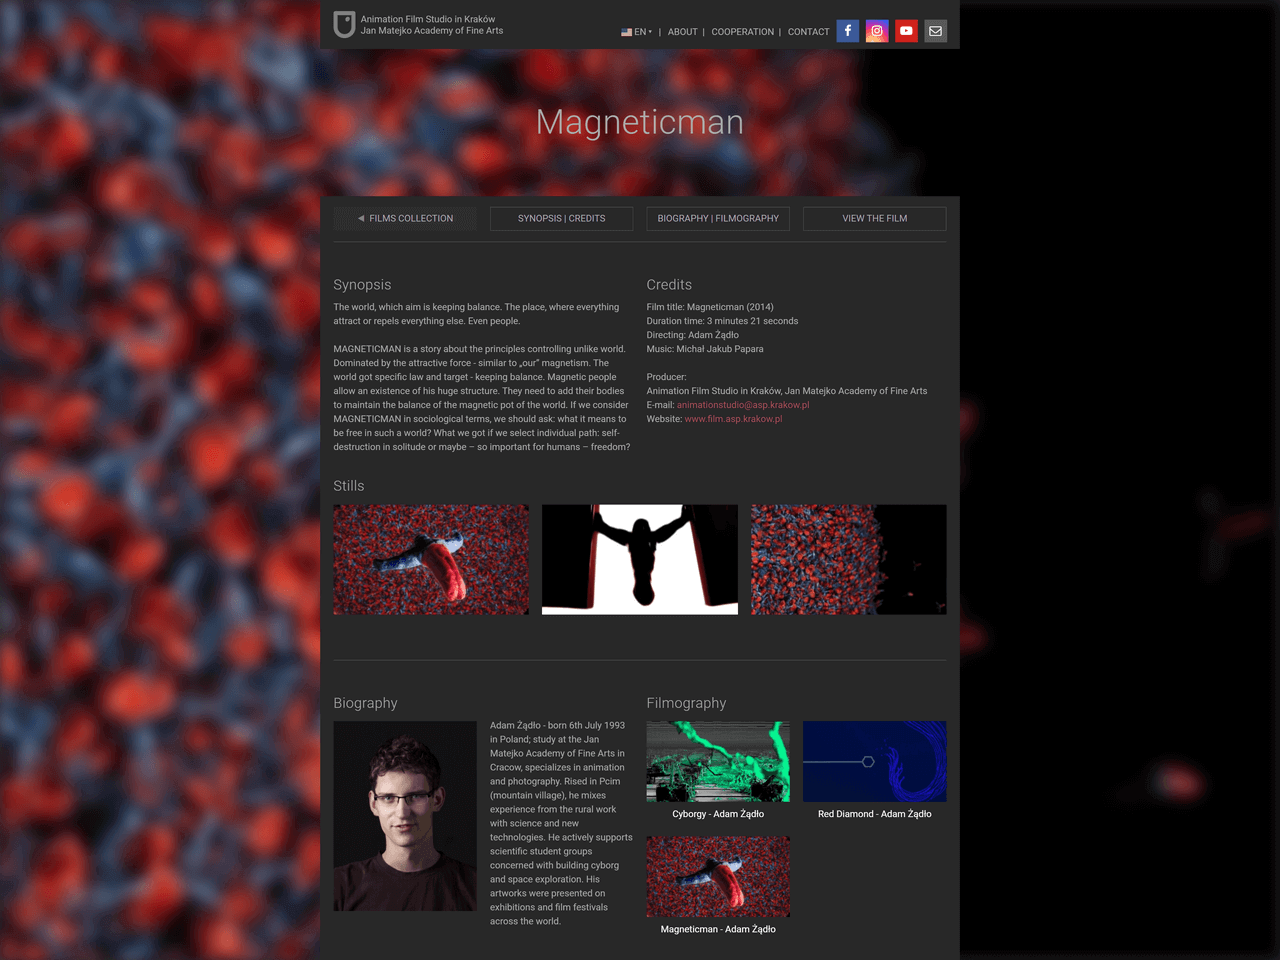 Animation Film Studio in Kraków
Jan Matejko Academy of Fine Arts
EN | ABOUT | COOPERATION | CONTACT
Magneticman
FILMS COLLECTION
SYNOPSIS | CREDITS
BIOGRAPHY | FILMOGRAPHY
VIEW THE FILM
Synopsis
The world, which aim is keeping balance. The place, where everything
attract or repels everything else. Even people.
MAGNETICMAN is a story about the principles controlling unlike world.
Dominated by the attractive force - similar to „our” magnetism. The
world got specific law and target - keeping balance. Magnetic people
allow an existence of his huge structure. They need to add their bodies
to maintain the balance of the magnetic pot of the world. If we consider
MAGNETICMAN in sociological terms, we should ask: what it means to
be free in such a world? What we got if we select individual path: self-
destruction in solitude or maybe – so important for humans – freedom?
Credits
Film title: Magneticman (2014)
Duration time: 3 minutes 21 seconds
Directing: Adam Żądło
Music: Michał Jakub Papara
Producer:
Animation Film Studio in Kraków, Jan Matejko Academy of Fine Arts
E-mail: animationstudio@asp.krakow.pl
Website: www.film.asp.krakow.pl
Stills
Biography
Adam Żądło - born 6th July 1993
in Poland; study at the Jan
Matejko Academy of Fine Arts in
Cracow, specializes in animation
and photography. Rised in Pcim
(mountain village), he mixes
experience from the rural work
with science and new
technologies. He actively supports
scientific student groups
concerned with building cyborg
and space exploration. His
artworks were presented on
exhibitions and film festivals
across the world.
Filmography
Cyborgy - Adam Żądło
Red Diamond - Adam Żądło
Magneticman - Adam Żądło